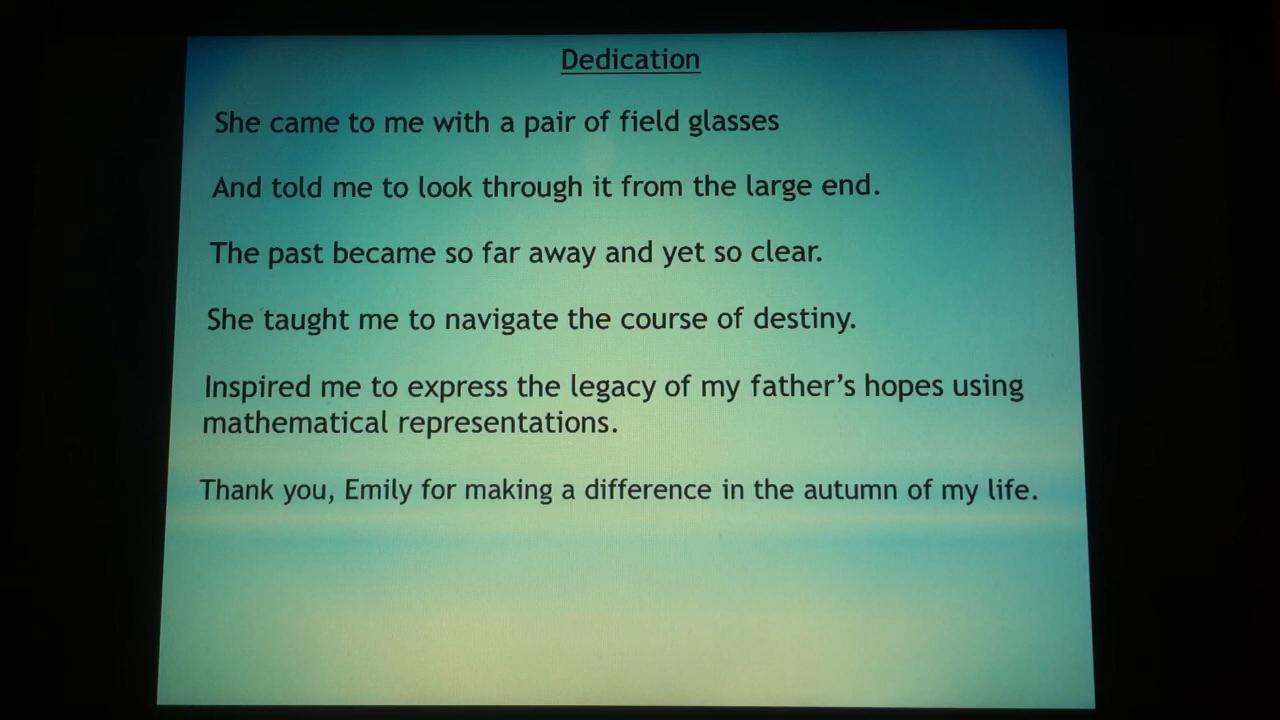 Dedication
She came to me with a pair of field glasses
And told me to look through it from the large end.
The past became so far away and yet so clear.
She taught me to navigate the course of destiny.
Inspired me to express the legacy of my father’s hopes using
mathematical representations.
Thank you, Emily for making a difference in the autumn of my life.